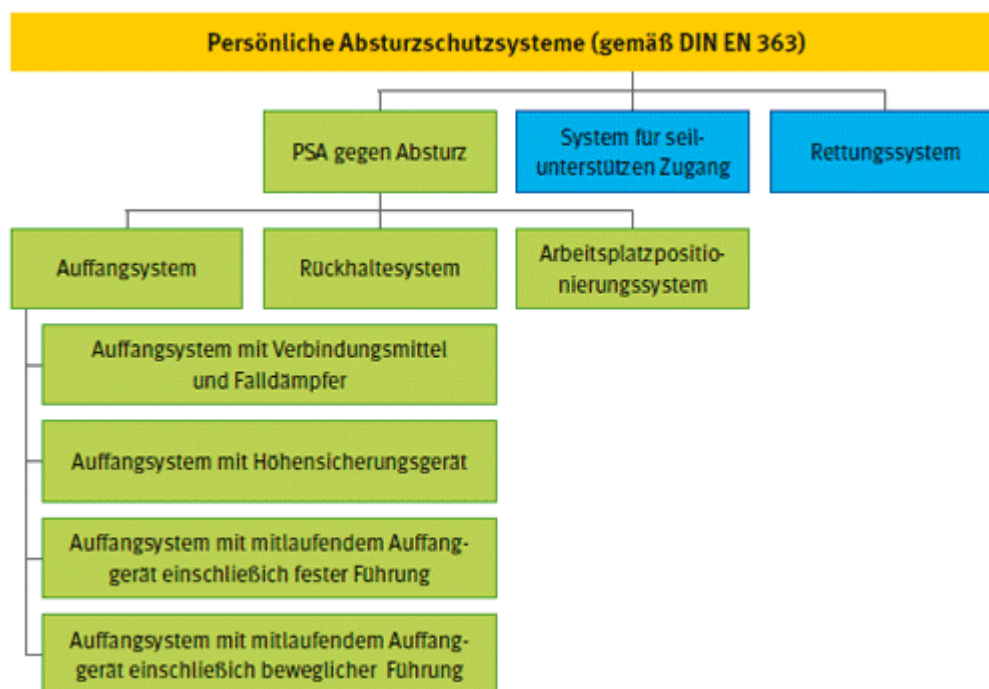 Persönliche Absturzschutzsysteme (gemäß DIN EN 363)
PSA gegen Absturz
System für seil-
unterstützen Zugang
Rettungssystem
Auffangsystem
Rückhaltesystem
Arbeitsplatzpositio-
nierungssystem
Auffangsystem mit Verbindungsmittel
und Falldämpfer
Auffangsystem mit Höhensicherungsgerät
Auffangsystem mit mitlaufendem Auffang-
gerät einschließich fester Führung
Auffangsystem mit mitlaufendem Auffang-
gerät einschließich beweglicher Führung